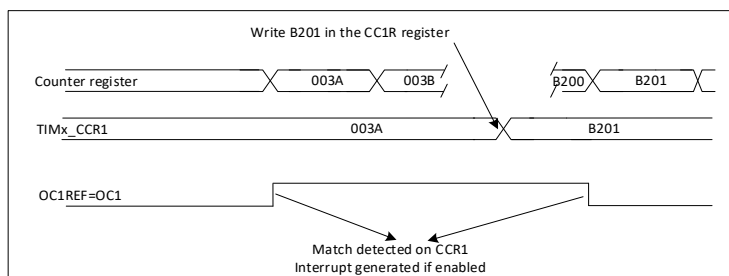 Write B201 in the CC1R register
Counter register 003A 003B B200 B201
TIMx_CCR1 003A B201
OC1REF=OC1
Match detected on CCR1
Interrupt generated if enabled